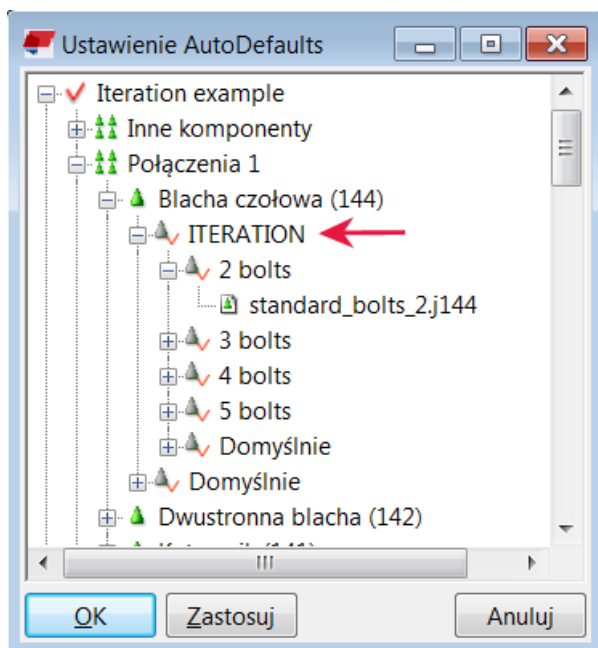 Ustawienie AutoDefaults
Iteration example
Inne komponenty
Połączenia 1
Blacha czołowa (144)
ITERATION
2 bolts
standard_bolts_2.j144
3 bolts
4 bolts
5 bolts
Domyślnie
Domyślnie
Dwustronna blacha (142)
OK Zastosuj Anuluj